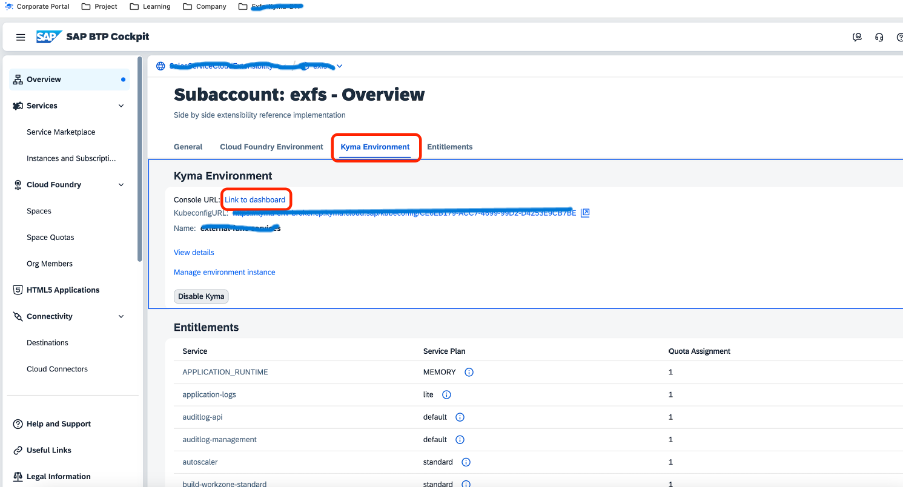 Corporate Portal Project Learning Company
SAP SAP BTP Cockpit
Overview
Services
Service Marketplace
Instances and Subscripti...
Cloud Foundry
Spaces
Space Quotas
Org Members
HTML5 Applications
Connectivity
Destinations
Cloud Connectors
Help and Support
Useful Links
Legal Information
Subaccount: exfs - Overview
Side by side extensibility reference implementation
General Cloud Foundry Environment Kyma Environment Entitlements
Kyma Environment
Console URL: Link to dashboard
KubeconfigURL:
Name:
View details
Manage environment instance
Disable Kyma
Entitlements
Service Service Plan Quota Assignment
APPLICATION_RUNTIME MEMORY 1
application-logs lite 1
auditlog-api default 1
auditlog-management default 1
autoscaler standard 1
build-workzone-standard standard 1